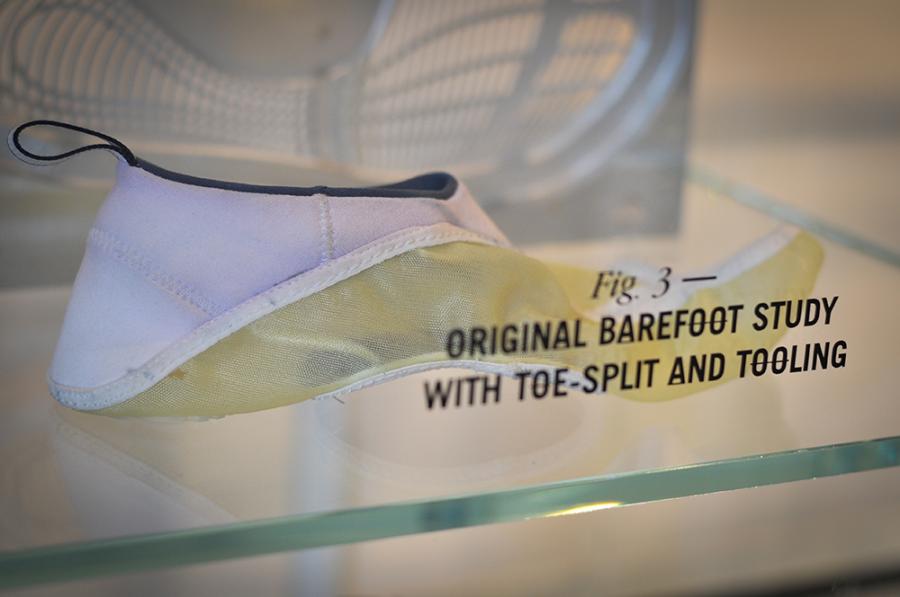 Fig. 3 —
ORIGINAL BAREFOOT STUDY
WITH TOE-SPLIT AND TOOLING